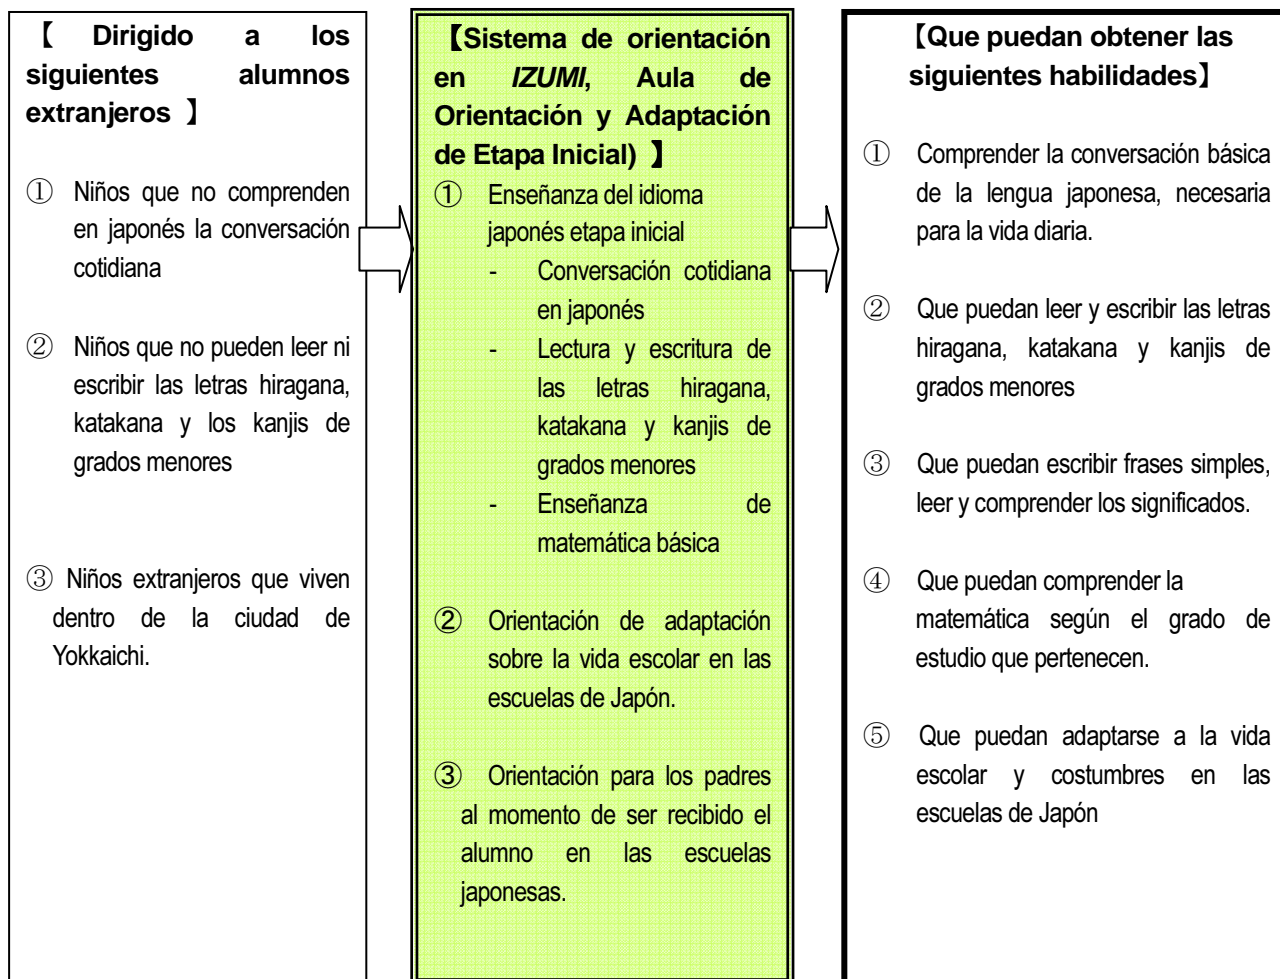 【 Dirigido a los
siguientes alumnos
extranjeros 】
① Niños que no comprenden
en japonés la conversación
cotidiana
② Niños que no pueden leer ni
escribir las letras hiragana,
katakana y los kanjis de
grados menores
③ Niños extranjeros que viven
dentro de la ciudad de
Yokkaichi.
【Sistema de orientación
en IZUMI, Aula de
Orientación y Adaptación
de Etapa Inicial) 】
① Enseñanza del idioma
japonés etapa inicial
- Conversación cotidiana
en japonés
- Lectura y escritura de
las letras hiragana,
katakana y kanjis de
grados menores
- Enseñanza de
matemática básica
② Orientación de adaptación
sobre la vida escolar en las
escuelas de Japón.
③ Orientación para los padres
al momento de ser recibido el
alumno en las escuelas
japonesas.
【Que puedan obtener las
siguientes habilidades】
① Comprender la conversación básica
de la lengua japonesa, necesaria
para la vida diaria.
② Que puedan leer y escribir las letras
hiragana, katakana y kanjis de
grados menores
③ Que puedan escribir frases simples,
leer y comprender los significados.
④ Que puedan comprender la
matemática según el grado de
estudio que pertenecen.
⑤ Que puedan adaptarse a la vida
escolar y costumbres en las
escuelas de Japón